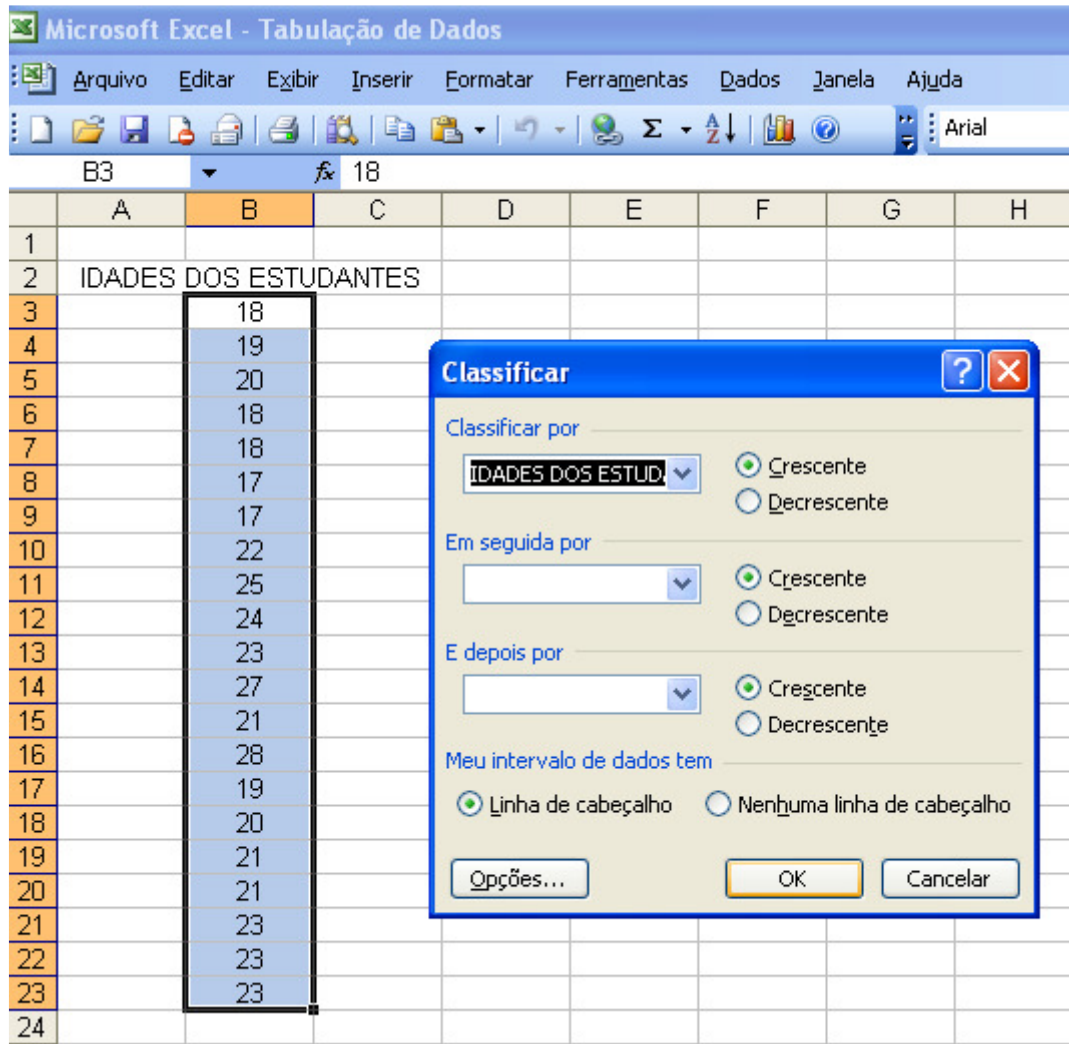 Microsoft Excel - Tabulação de Dados
Arquivo Editar Exibir Inserir Formatar Ferramentas Dados Janela Ajuda
Σ A Z Arial
B3 fx 18
A B C D E F G H
1
2 IDADES DOS ESTUDANTES
3 18
4 19
5 20
6 18
7 18
8 17
9 17
10 22
11 25
12 24
13 23
14 27
15 21
16 28
17 19
18 20
19 21
20 21
21 23
22 23
23 23
24
Classificar
Classificar por
IDADES DOS ESTUD. Crescente
Decrescente
Em seguida por
Crescente
Decrescente
E depois por
Crescente
Decrescente
Meu intervalo de dados tem
Linha de cabeçalho Nenhuma linha de cabeçalho
Opções... OK Cancelar